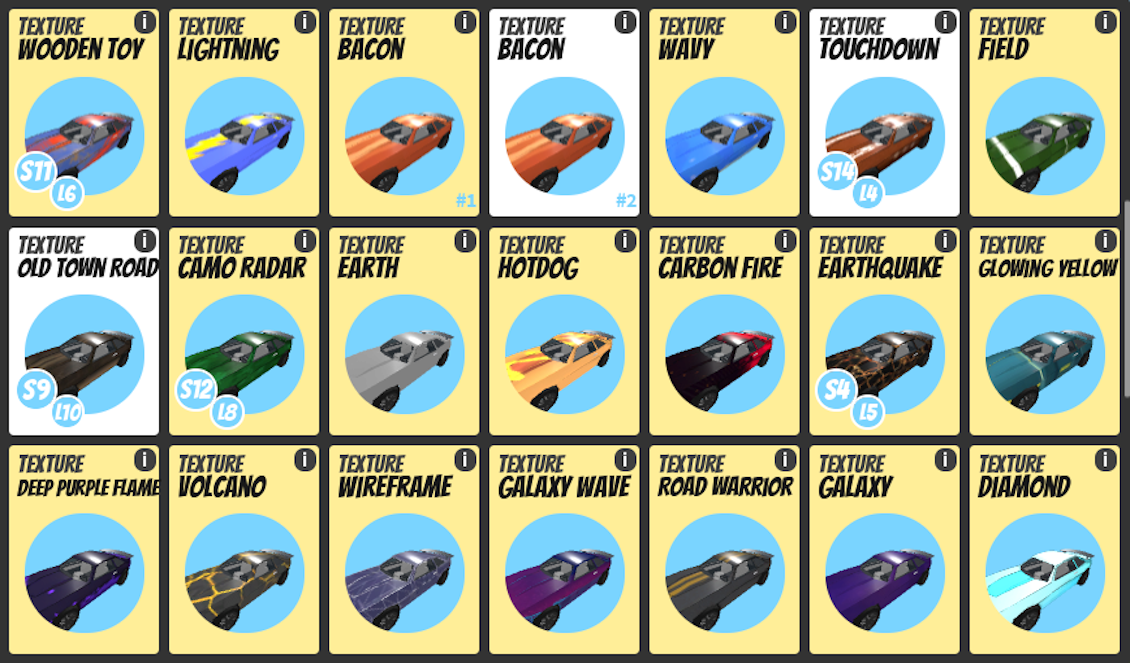 TEXTURE i
WOODEN TOY
S11
L6
TEXTURE i
LIGHTNING
TEXTURE i
BACON
#1
TEXTURE i
BACON
#2
TEXTURE i
WAVY
TEXTURE i
TOUCHDOWN
S14
L4
TEXTURE i
FIELD
TEXTURE i
OLD TOWN ROAD
S9
L10
TEXTURE i
CAMO RADAR
S12
L8
TEXTURE i
EARTH
TEXTURE i
HOTDOG
TEXTURE i
CARBON FIRE
TEXTURE i
EARTHQUAKE
S4
L5
TEXTURE i
GLOWING YELLOW
TEXTURE i
DEEP PURPLE FLAME
TEXTURE i
VOLCANO
TEXTURE i
WIREFRAME
TEXTURE i
GALAXY WAVE
TEXTURE i
ROAD WARRIOR
TEXTURE i
GALAXY
TEXTURE i
DIAMOND